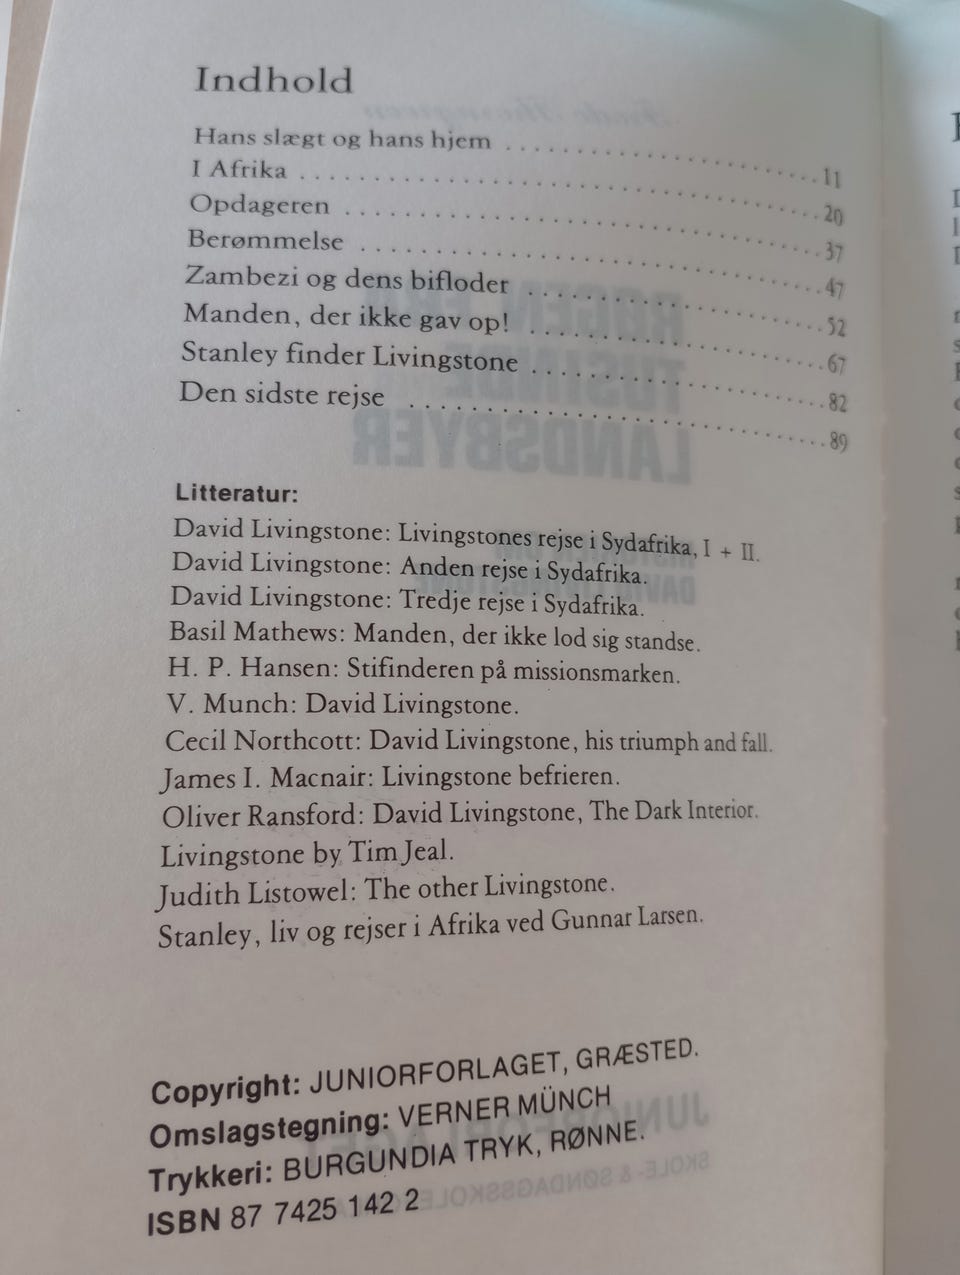 Indhold
Hans slægt og hans hjem . . . . . . . . . . . . . . . . . . . . . . . 11
I Afrika . . . . . . . . . . . . . . . . . . . . . . . . . . . . . . . . . . . . . 20
Opdageren . . . . . . . . . . . . . . . . . . . . . . . . . . . . . . . . . . 37
Berømmelse . . . . . . . . . . . . . . . . . . . . . . . . . . . . . . . . . 47
Zambezi og dens bifloder . . . . . . . . . . . . . . . . . . . . . . 52
Manden, der ikke gav op! . . . . . . . . . . . . . . . . . . . . . . 67
Stanley finder Livingstone . . . . . . . . . . . . . . . . . . . . . . 82
Den sidste rejse . . . . . . . . . . . . . . . . . . . . . . . . . . . . . . 89
Litteratur:
David Livingstone: Livingstones rejse i Sydafrika, I + II.
David Livingstone: Anden rejse i Sydafrika.
David Livingstone: Tredje rejse i Sydafrika.
Basil Mathews: Manden, der ikke lod sig standse.
H. P. Hansen: Stifinderen på missionsmarken.
V. Munch: David Livingstone.
Cecil Northcott: David Livingstone, his triumph and fall.
James I. Macnair: Livingstone befrieren.
Oliver Ransford: David Livingstone, The Dark Interior.
Livingstone by Tim Jeal.
Judith Listowel: The other Livingstone.
Stanley, liv og rejser i Afrika ved Gunnar Larsen.
Copyright: JUNIORFORLAGET, GRÆSTED.
Omslagstegning: VERNER MÜNCH
Trykkeri: BURGUNDIA TRYK, RØNNE.
ISBN 87 7425 142 2